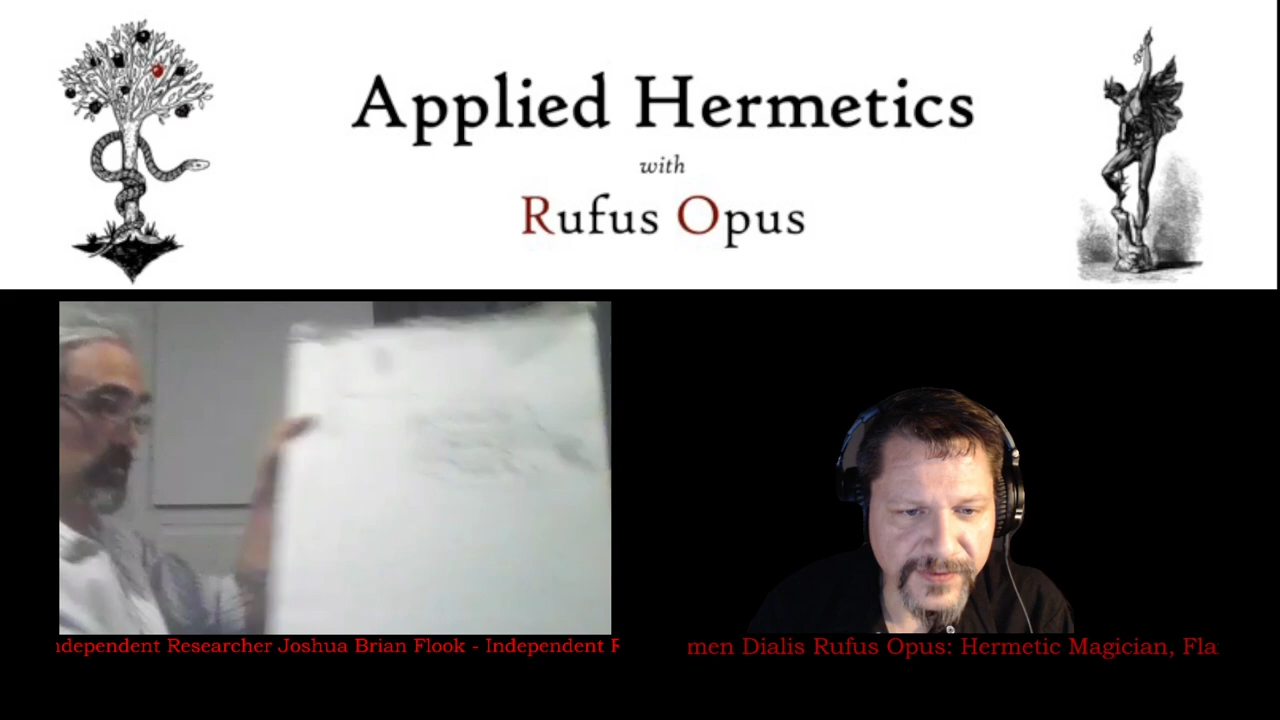 Applied Hermetics
with
Rufus Opus
ndependent Researcher Joshua Brian Flook - Independent
men Dialis Rufus Opus: Hermetic Magician, Fla